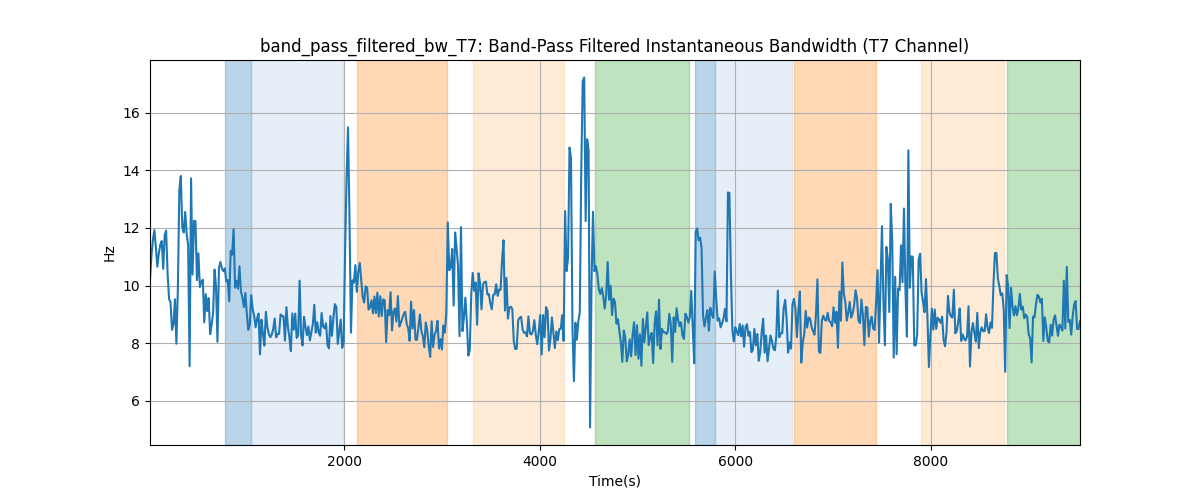 band_pass_filtered_bw_T7: Band-Pass Filtered Instantaneous Bandwidth (T7 Channel)
16
14
12
10
8
6
Hz
2000 4000 6000 8000
Time(s)